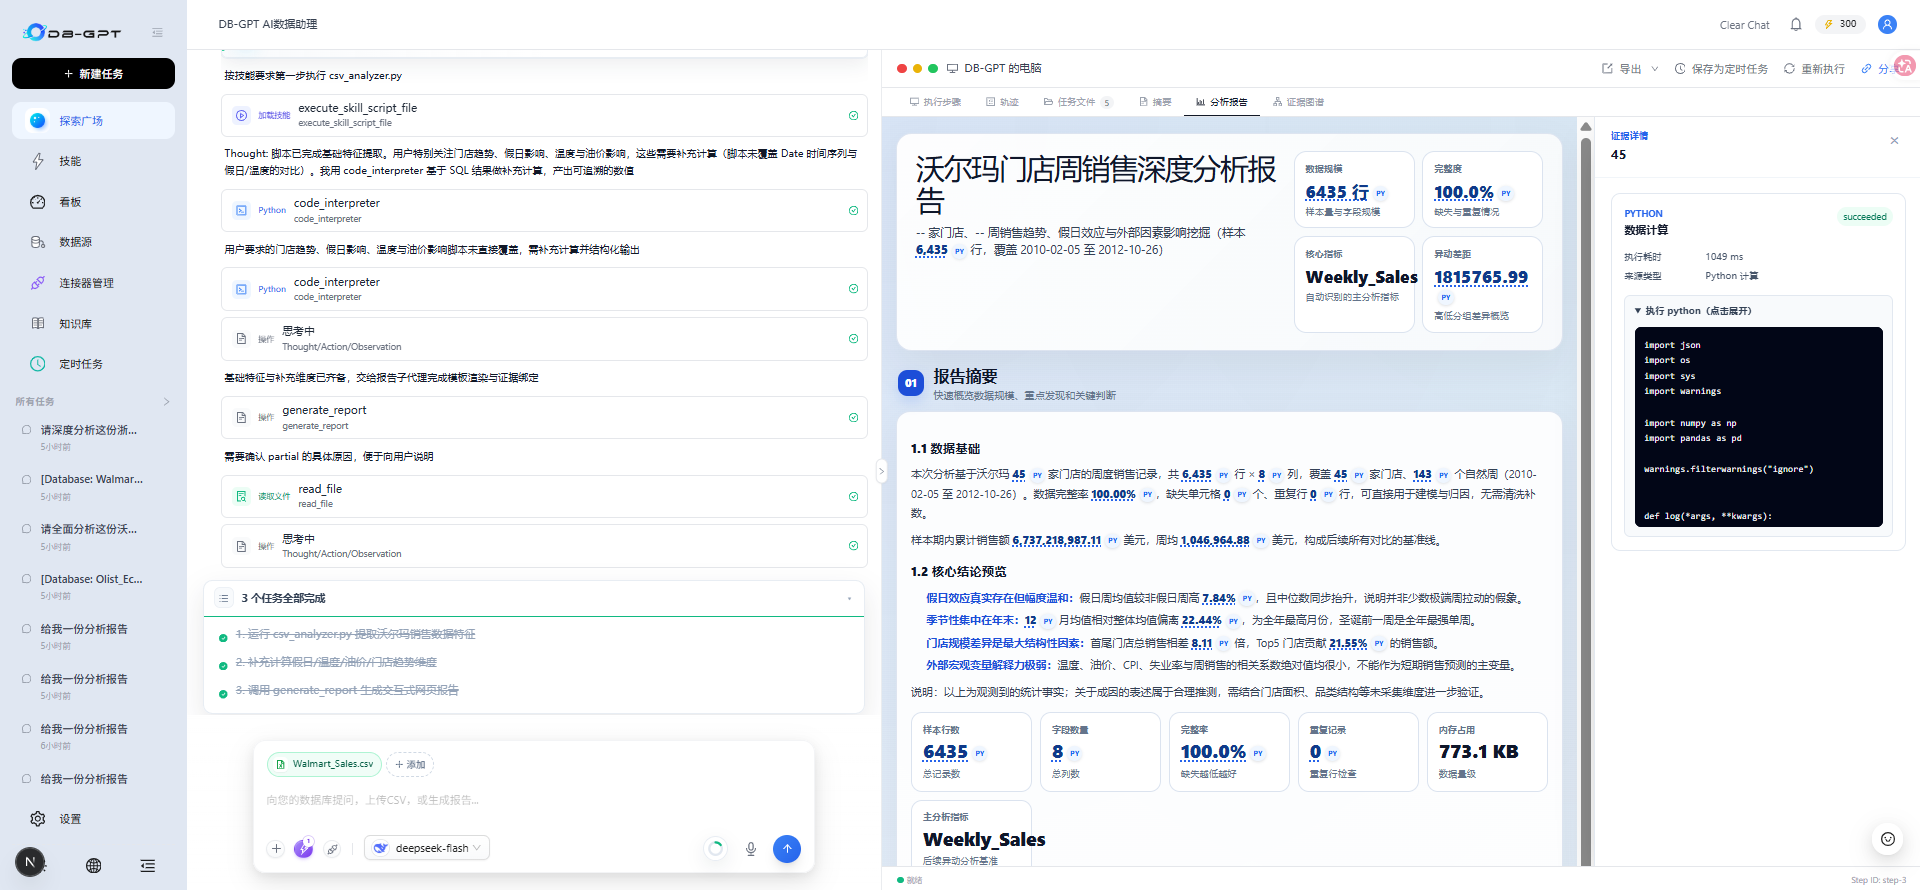 DB-GPT
新建任务
探索广场
技能
看板
数据源
连接器管理
知识库
定时任务
所有任务
请深度分析这份浙...
5小时前
[Database: Walmar...
5小时前
请全面分析这份沃...
5小时前
[Database: Olist_Ec...
5小时前
给我一份分析报告
5小时前
给我一份分析报告
5小时前
给我一份分析报告
6小时前
给我一份分析报告
设置
N
DB-GPT AI数据助理
Clear Chat
300
按技能要求第一步执行 csv_analyzer.py
加载技能
execute_skill_script_file
execute_skill_script_file
Thought: 脚本已完成基础特征提取。用户特别关注门店趋势、假日影响、温度与油价影响，这些需要补充计算（脚本未覆盖 Date 时间序列与
假日/温度的对比）。我用 code_interpreter 基于 SQL 结果做补充计算，产出可追溯的数值
Python
code_interpreter
code_interpreter
用户要求的门店趋势、假日影响、温度与油价影响脚本未直接覆盖，需补充计算并结构化输出
Python
code_interpreter
code_interpreter
操作
思考中
Thought/Action/Observation
基础特征与补充维度已齐备，交给报告子代理完成模板渲染与证据绑定
操作
generate_report
generate_report
需要确认 partial 的具体原因，便于向用户说明
读取文件
read_file
read_file
操作
思考中
Thought/Action/Observation
3 个任务全部完成
1. 运行 csv_analyzer.py 提取沃尔玛销售数据特征
2. 补充计算假日/温度/油价/门店趋势维度
3. 调用 generate_report 生成交互式网页报告
Walmart_Sales.csv
添加
向您的数据库提问，上传CSV，或生成报告...
1
deepseek-flash
DB-GPT 的电脑
导出
保存为定时任务
重新执行
分
执行步骤
轨迹
任务文件 5
摘要
分析报告
证据图谱
沃尔玛门店周销售深度分析报
告
-- 家门店、-- 周销售趋势、假日效应与外部因素影响挖掘（样本
6,435 PY 行，覆盖 2010-02-05 至 2012-10-26）
数据规模
6435 行 PY
样本量与字段规模
完整度
100.0% PY
缺失与重复情况
核心指标
Weekly_Sales
自动识别的主分析指标
异动差距
1815765.99
PY
高低分组差异概览
01
报告摘要
快速概览数据规模、重点发现和关键判断
1.1 数据基础
本次分析基于沃尔玛 45 PY 家门店的周度销售记录，共 6,435 PY 行 × 8 PY 列，覆盖 45 PY 家门店、143 PY 个自然周（2010-
02-05 至 2012-10-26）。数据完整率 100.00% PY，缺失单元格 0 PY 个、重复行 0 PY 行，可直接用于建模与归因，无需清洗补
数。
样本期内累计销售额 6,737,218,987.11 PY 美元，周均 1,046,964.88 PY 美元，构成后续所有对比的基准线。
1.2 核心结论预览
假日效应真实存在但幅度温和：假日周均值较非假日周高 7.84% PY，且中位数同步抬升，说明并非少数极端周拉动的假象。
季节性集中在年末：12 PY 月均值相对整体均值偏离 22.44% PY，为全年最高月份，圣诞前一周是全年最强单周。
门店规模差异是最大结构性因素：首尾门店总销售相差 8.11 PY 倍，Top5 门店贡献 21.55% PY 的销售额。
外部宏观变量解释力极弱：温度、油价、CPI、失业率与周销售的相关系数绝对值均很小，不能作为短期销售预测的主变量。
说明：以上为观测到的统计事实；关于成因的表述属于合理推测，需结合门店面积、品类结构等未采集维度进一步验证。
样本行数
6435 PY
总记录数
字段数量
8 PY
总列数
完整率
100.0% PY
缺失越低越好
重复记录
0 PY
重复行检查
内存占用
773.1 KB
数据量级
主分析指标
Weekly_Sales
后续异动分析基准
就绪
证据详情
45
PYTHON
数据计算
succeeded
执行耗时
1049 ms
来源类型
Python 计算
▼ 执行 python（点击展开）
import json
import os
import sys
import warnings
import numpy as np
import pandas as pd
warnings.filterwarnings("ignore")
def log(*args, **kwargs):
Step ID: step-3